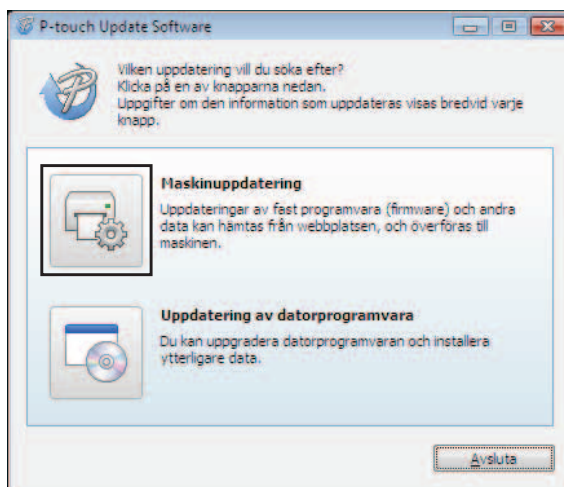 P-touch Update Software
Vilken uppdatering vill du söka efter?
Klicka på en av knapparna nedan.
Uppgifter om den information som uppdateras visas bredvid varje
knapp.
Maskinuppdatering
Uppdateringar av fast programvara (firmware) och andra
data kan hämtas från webbplatsen, och överföras till
maskinen.
Uppdatering av datorprogramvara
Du kan uppgradera datorprogramvaran och installera
ytterligare data.
Avsluta